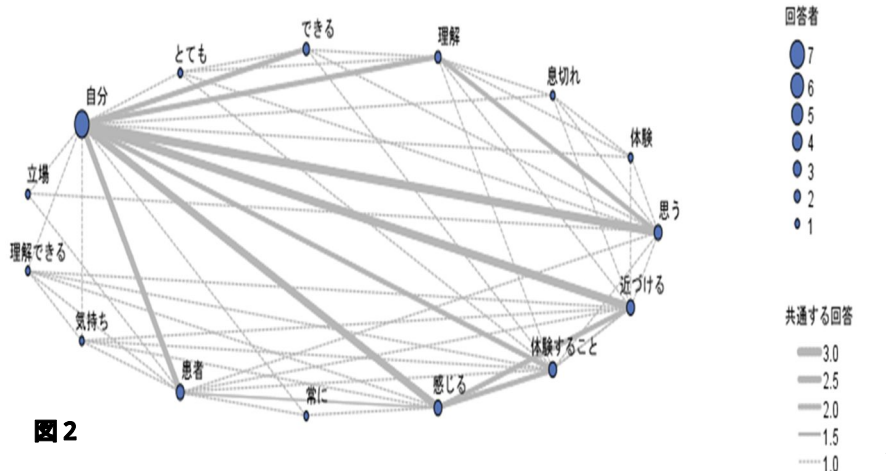 できる
理解
とても
息切れ
自分
体験
立場
思う
理解できる
近づける
気持ち
体験すること
患者
感じる
常に
図2
回答者
7
6
5
4
3
2
1
共通する回答
3.0
2.5
2.0
1.5
1.0